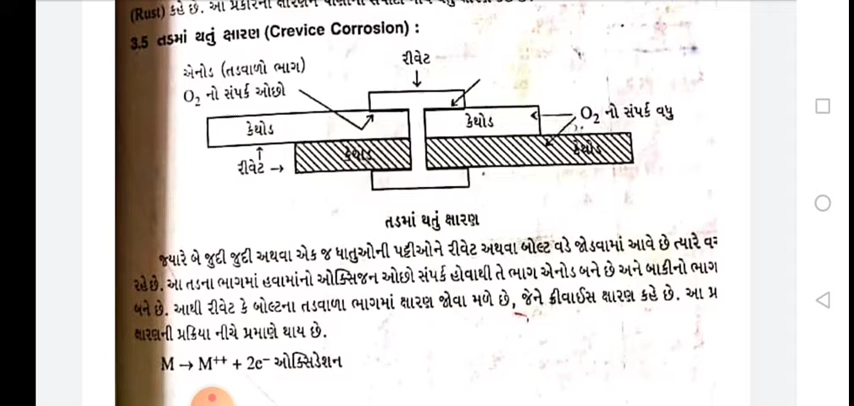 (Rust) કહે છે. આ પ્રકારના
3.5 તડમાં થતું ક્ષારણ (Crevice Corrosion) :
રીવેટ
એનોડ (તડવાળો ભાગ)
O₂ નો સંપર્ક ઓછો
કેથોડ
કેથોડ
O₂ નો સંપર્ક વધુ
કેથોડ
કેથોડ
રીવેટ →
તડમાં થતું ક્ષારણ
જ્યારે બે જુદી જુદી અથવા એક જ ધાતુઓની પટ્ટીઓને રીવેટ અથવા બોલ્ટ વડે જોડવામાં આવે છે ત્યારે
રહે છે. આ તડના ભાગમાં હવામાંનો ઓક્સિજન ઓછો સંપર્ક હોવાથી તે ભાગ એનોડ બને છે અને બાકીનો ભાગ
બને છે. આથી રીવેટ કે બોલ્ટના તડવાળા ભાગમાં ક્ષારણ જોવા મળે છે, જેને ક્રીવાઈસ ક્ષારણ કહે છે. આ પ્ર
ક્ષારણની પ્રક્રિયા નીચે પ્રમાણે થાય છે.
M → M⁺⁺ + 2e⁻ ઓક્સિડેશન